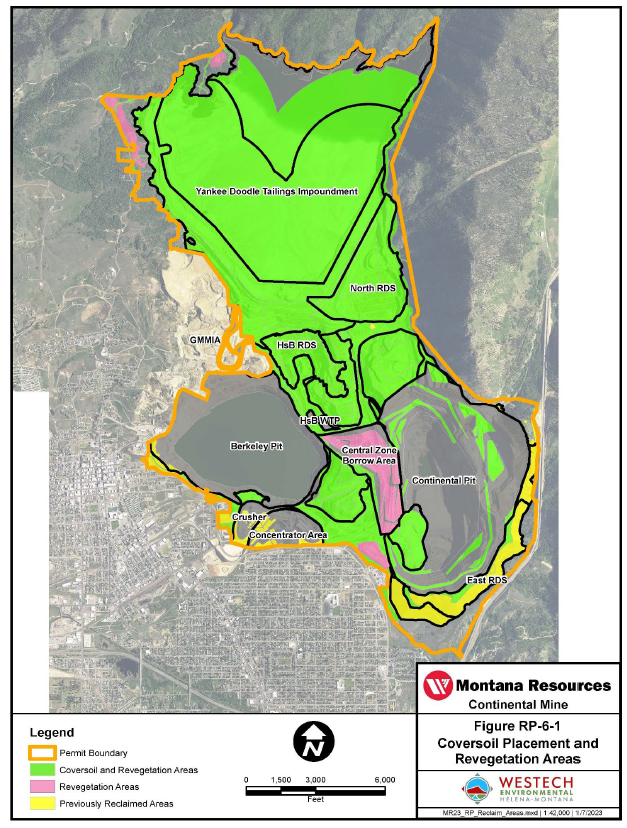 Yankee Doodle Tailings Impoundment
North RDS
GMMIA
HsB RDS
HsB WTP
Berkeley Pit
Central Zone
Borrow Area
Continental Pit
Crusher
Concentrator Area
East RDS
Legend
Permit Boundary
Coversoil and Revegetation Areas
Revegetation Areas
Previously Reclaimed Areas
N
0 1,500 3,000 6,000
Feet
Montana Resources
Continental Mine
Figure RP-6-1
Coversoil Placement and
Revegetation Areas
WESTECH
ENVIRONMENTAL
HELENA-MONTANA
MR23_RP_Reclaim_Areas.mxd | 1:42,000 | 1/7/2023